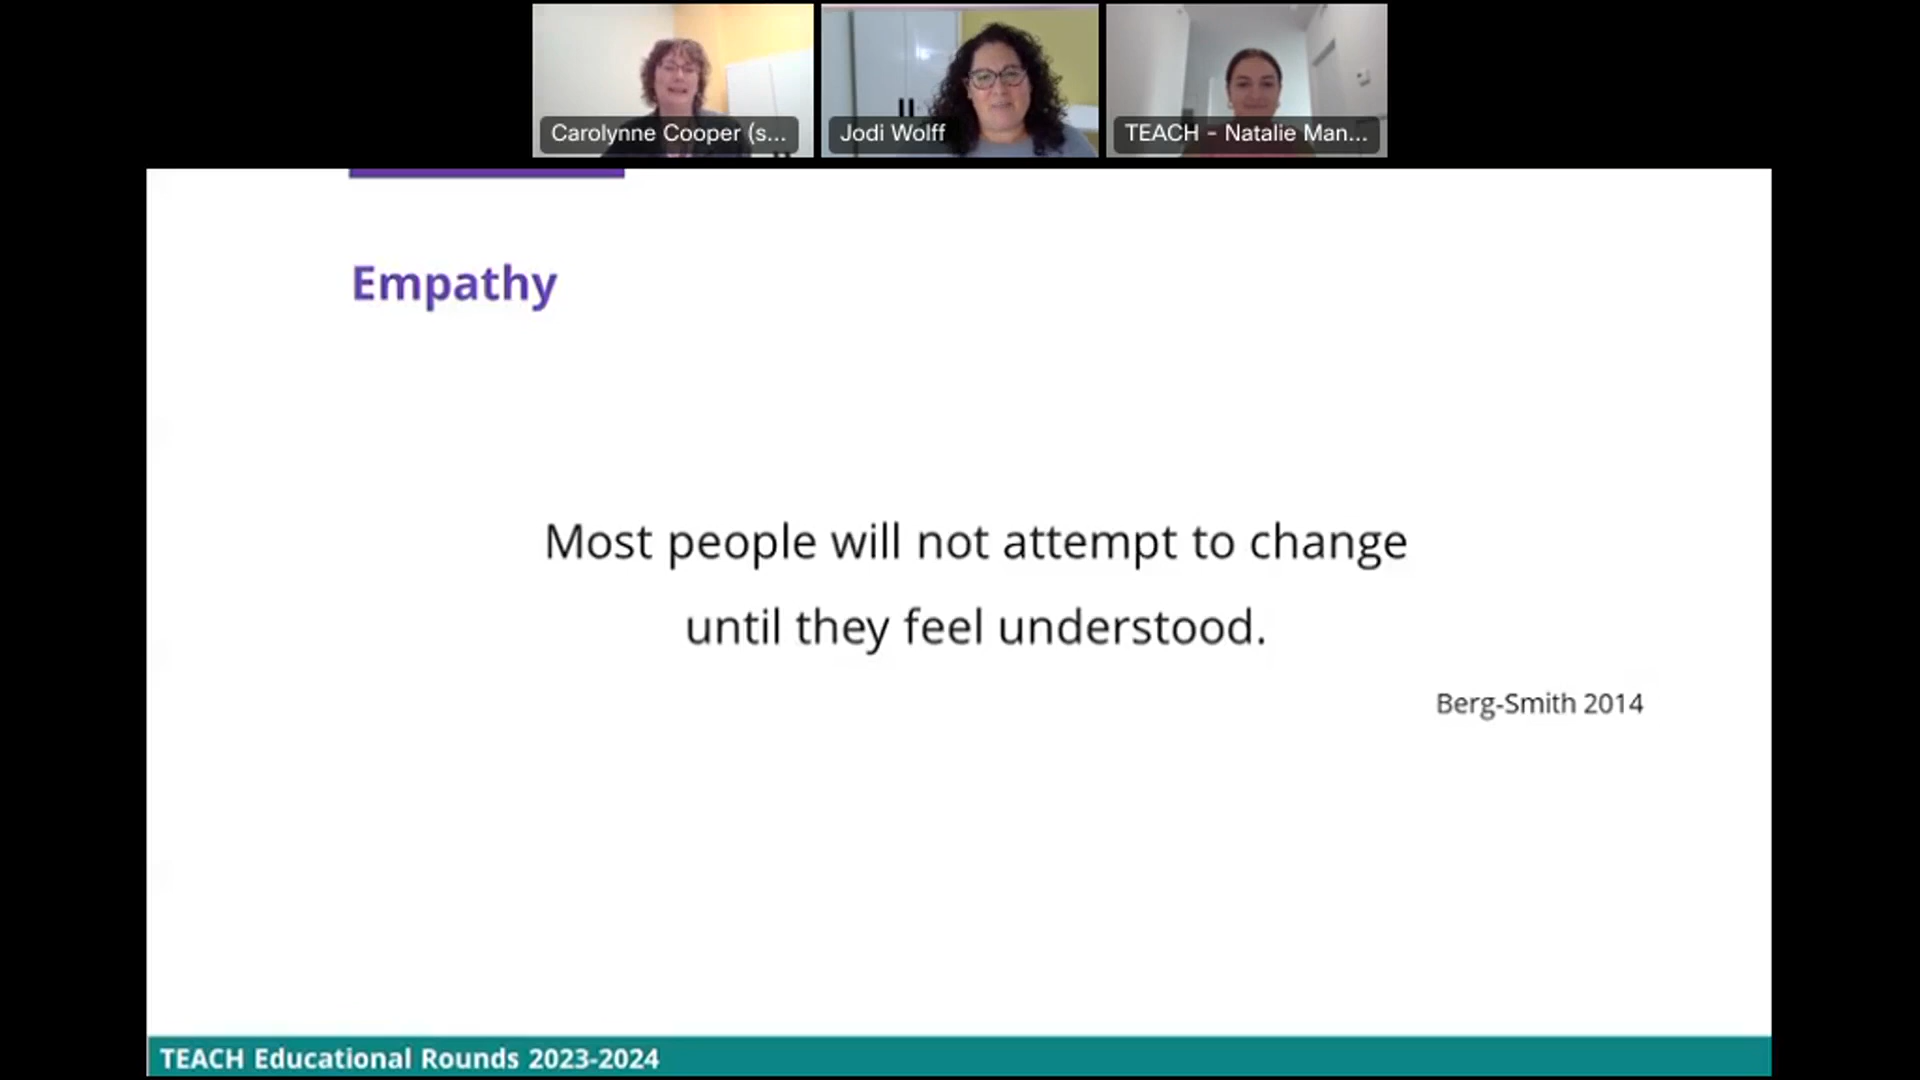 Carolynne Cooper (s...
Jodi Wolff
TEACH - Natalie Man...
Empathy
Most people will not attempt to change
until they feel understood.
Berg-Smith 2014
TEACH Educational Rounds 2023-2024